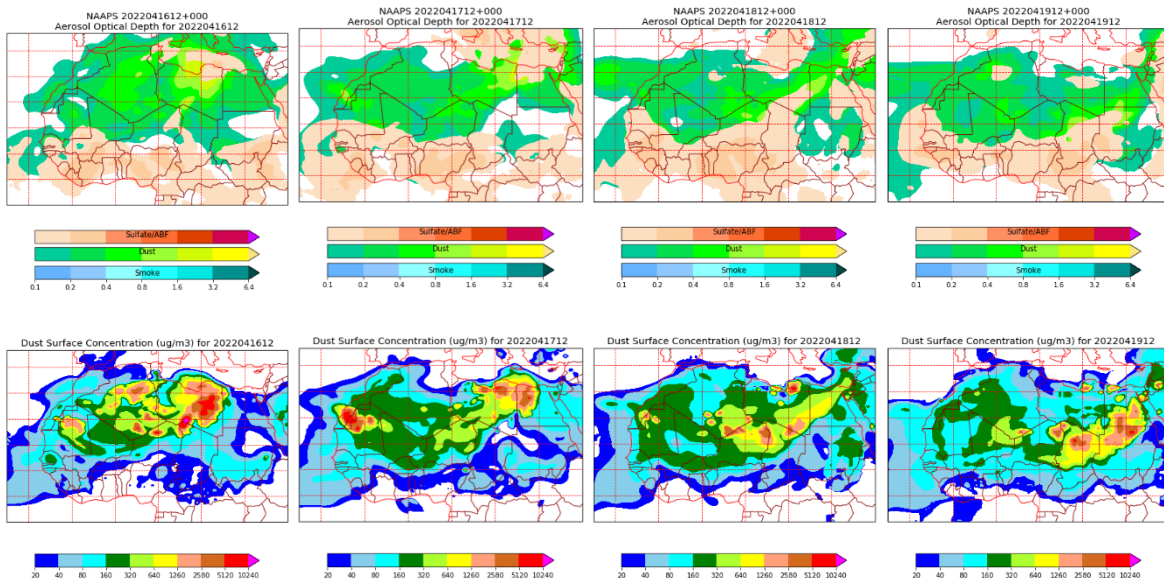 NAAPS 2022041612+000
Aerosol Optical Depth for 2022041612
NAAPS 2022041712+000
Aerosol Optical Depth for 2022041712
NAAPS 2022041812+000
Aerosol Optical Depth for 2022041812
NAAPS 2022041912+000
Aerosol Optical Depth for 2022041912
Sulfate/ABF
Dust
Smoke
0.1 0.2 0.4 0.8 1.6 3.2 6.4
Sulfate/ABF
Dust
Smoke
0.1 0.2 0.4 0.8 1.6 3.2 6.4
Sulfate/ABF
Dust
Smoke
0.1 0.2 0.4 0.8 1.6 3.2 6.4
Sulfate/ABF
Dust
Smoke
0.1 0.2 0.4 0.8 1.6 3.2 6.4
Dust Surface Concentration (ug/m3) for 2022041612
Dust Surface Concentration (ug/m3) for 2022041712
Dust Surface Concentration (ug/m3) for 2022041812
Dust Surface Concentration (ug/m3) for 2022041912
20 40 80 160 320 640 1260 2580 5120 10240
20 40 80 160 320 640 1260 2580 5120 10240
20 40 80 160 320 640 1260 2580 5120 10240
20 40 80 160 320 640 1260 2580 5120 10240